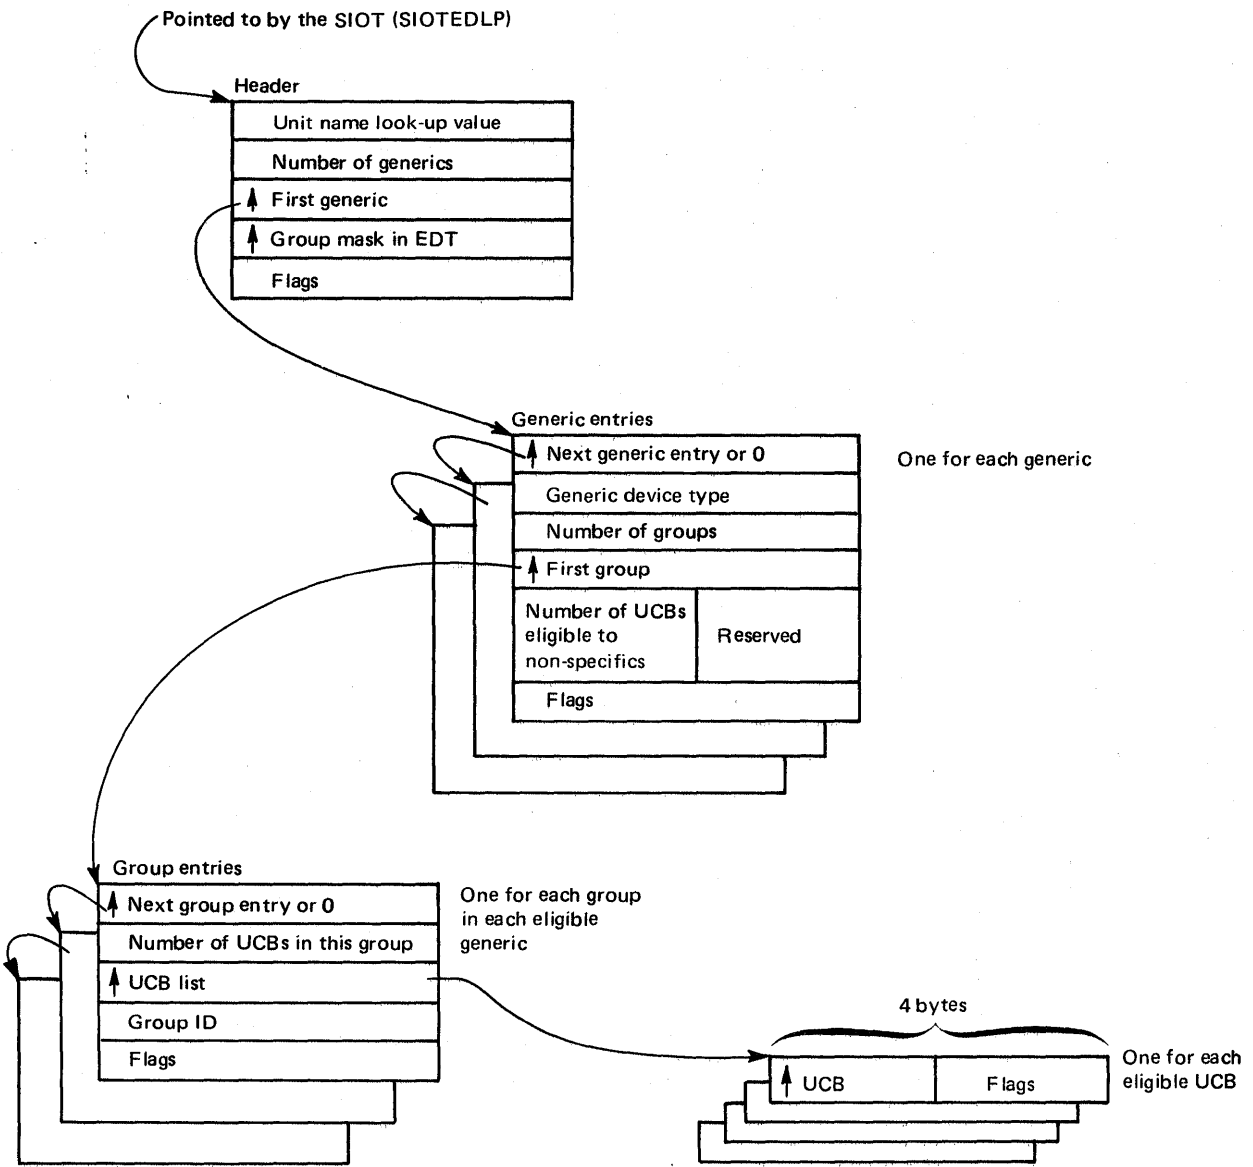 Pointed to by the SIOT (SIOTEDLP)
Header
Unit name look-up value
Number of generics
First generic
Group mask in EDT
Flags
Generic entries
Next generic entry or 0
One for each generic
Generic device type
Number of groups
First group
Number of UCBs
eligible to
non-specifics
Reserved
Flags
Group entries
Next group entry or 0
Number of UCBs in this group
UCB list
Group ID
Flags
One for each group
in each eligible
generic
4 bytes
UCB
Flags
One for each
eligible UCB